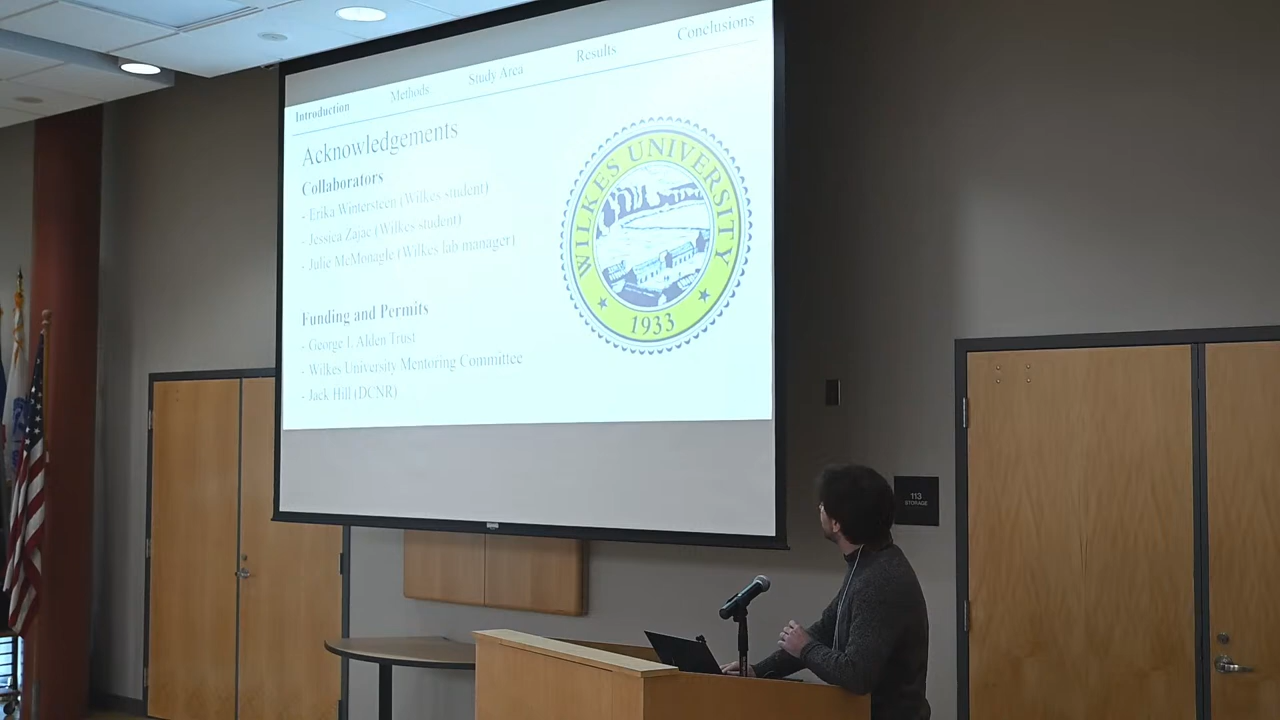 Introduction Methods Study Area Results Conclusions
Acknowledgements
Collaborators
- Erika Wintersteen (Wilkes student)
- Jessica Zajac (Wilkes student)
- Julie McMonagle (Wilkes lab manager)
Funding and Permits
- George I. Alden Trust
- Wilkes University Mentoring Committee
- Jack Hill (DCNR)
WILKES UNIVERSITY
1933
113
STORAGE